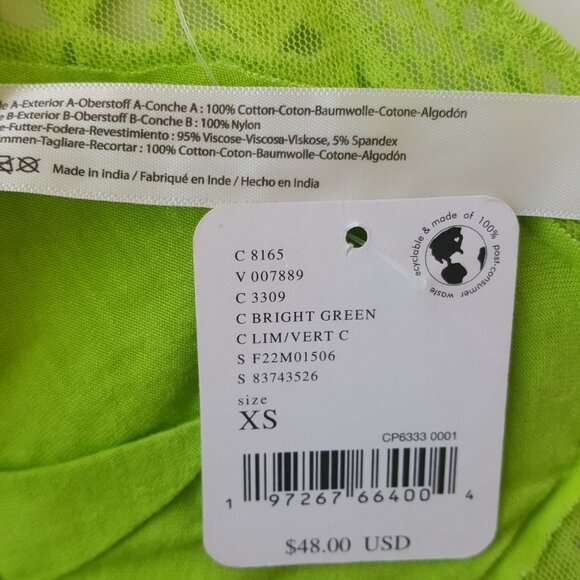 A-Exterior A-Oberstoff A-Conche A : 100% Cotton-Coton-Baumwolle-Cotone-Algodón
B-Exterior B-Oberstoff B-Conche B : 100% Nylon
-Futter-Fodera-Revestimiento : 95% Viscose-Viscosa-Viskose, 5% Spandex
mmen-Tagliare-Recortar : 100% Cotton-Coton-Baumwolle-Cotone-Algodón
Made in india / Fabriqué en Inde / Hecho en India
ecyclable & made of 100% post-consumer waste
C 8165
V 007889
C 3309
C BRIGHT GREEN
C LIM/VERT C
S F22M01506
S 83743526
size
XS
CP6333 0001
1 97267 66400 4
$48.00 USD